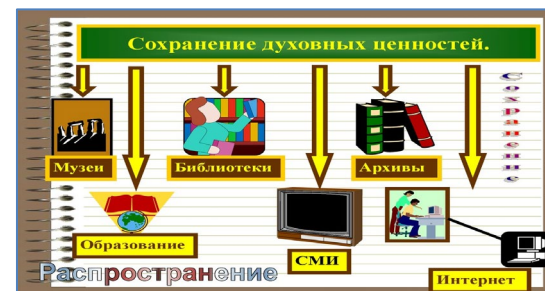 Сохранение духовных ценностей.
Сохранение
Музеи
Библиотеки
Архивы
Образование
СМИ
Интернет
Распространение